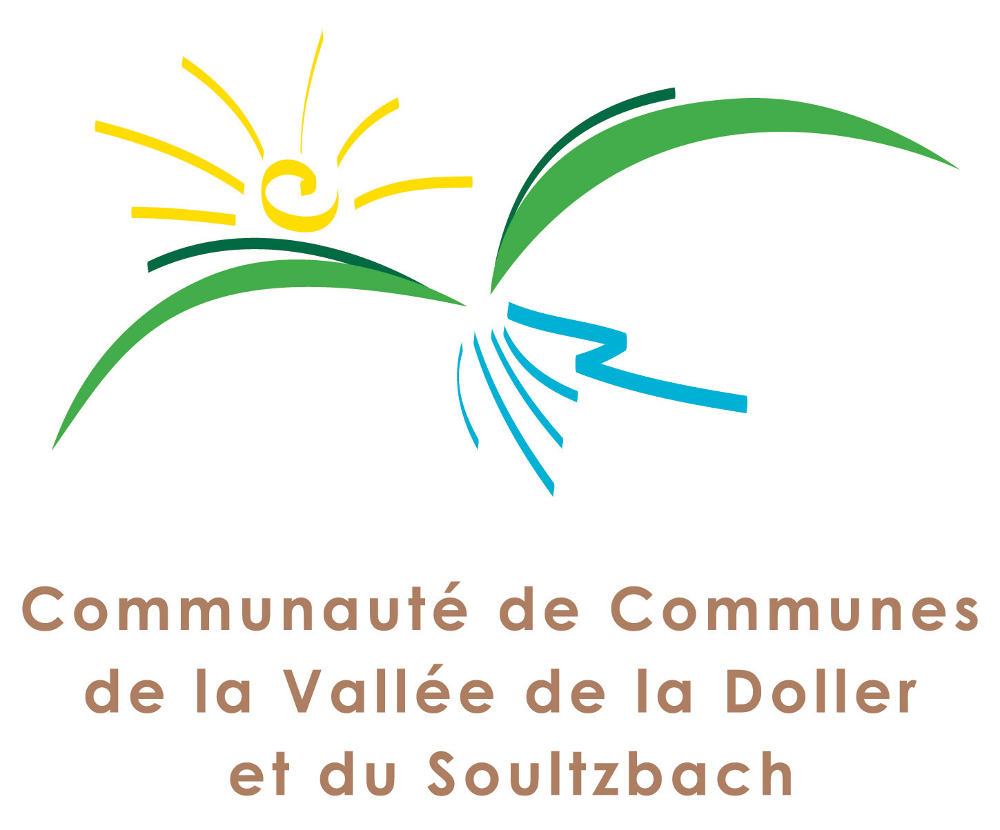 Communauté de Communes
de la Vallée de la Doller
et du Soultzbach